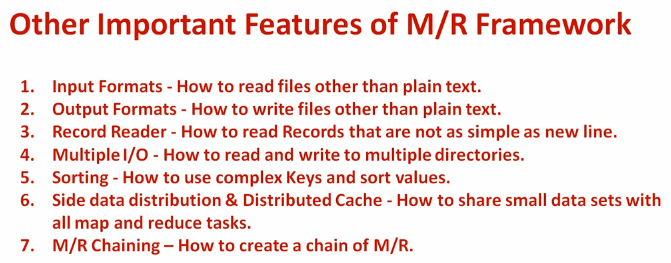 Other Important Features of M/R Framework
1. Input Formats - How to read files other than plain text.
2. Output Formats - How to write files other than plain text.
3. Record Reader - How to read Records that are not as simple as new line.
4. Multiple I/O - How to read and write to multiple directories.
5. Sorting - How to use complex Keys and sort values.
6. Side data distribution & Distributed Cache - How to share small data sets with
all map and reduce tasks.
7. M/R Chaining – How to create a chain of M/R.